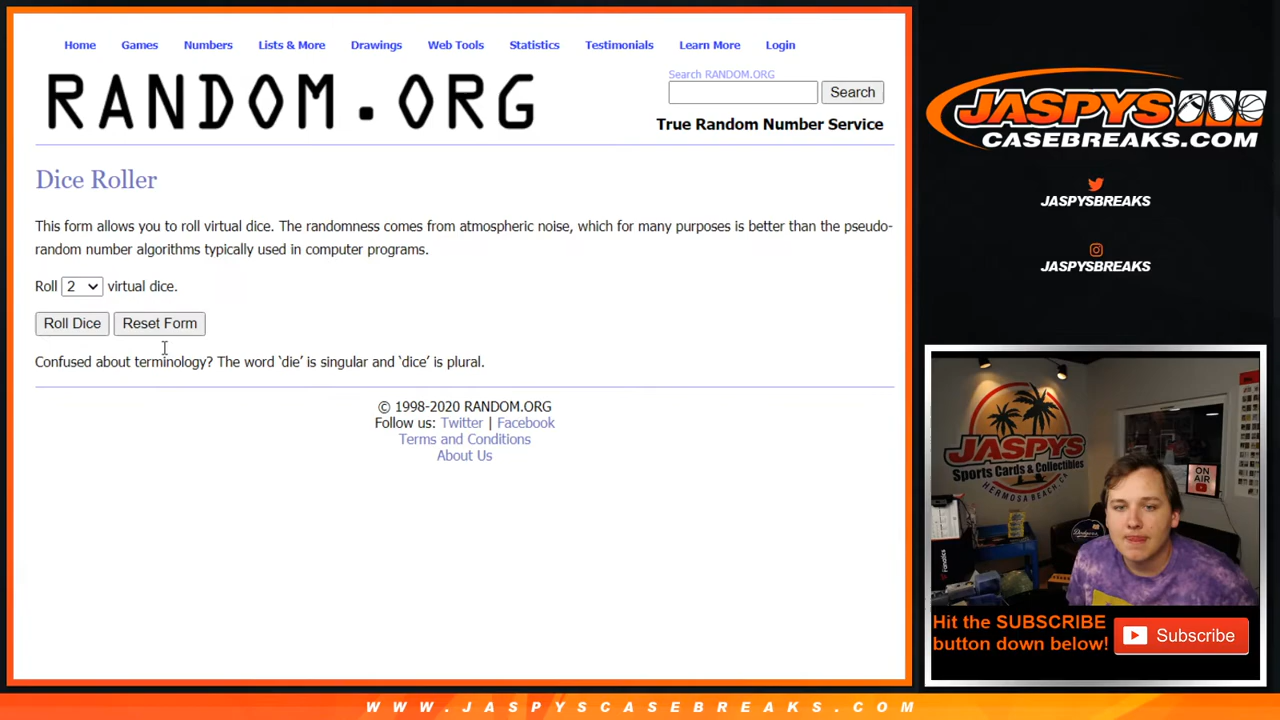 Home Games Numbers Lists & More Drawings Web Tools Statistics Testimonials Learn More Login
RANDOM.ORG
Search RANDOM.ORG
Search
True Random Number Service
Dice Roller
This form allows you to roll virtual dice. The randomness comes from atmospheric noise, which for many purposes is better than the pseudo-
random number algorithms typically used in computer programs.
Roll 2 virtual dice.
Roll Dice Reset Form
Confused about terminology? The word ‘die’ is singular and ‘dice’ is plural.
© 1998-2020 RANDOM.ORG
Follow us: Twitter | Facebook
Terms and Conditions
About Us
JASPYS
CASEBREAKS.COM
JASPYSBREAKS
JASPYSBREAKS
JASPYS
Sports Cards & Collectibles
HERMOSA BEACH, CA
ON
AIR
Dodgers
Fanatics
Hit the SUBSCRIBE
button down below!
Subscribe
WWW.JASPYSCASEBREAKS.COM